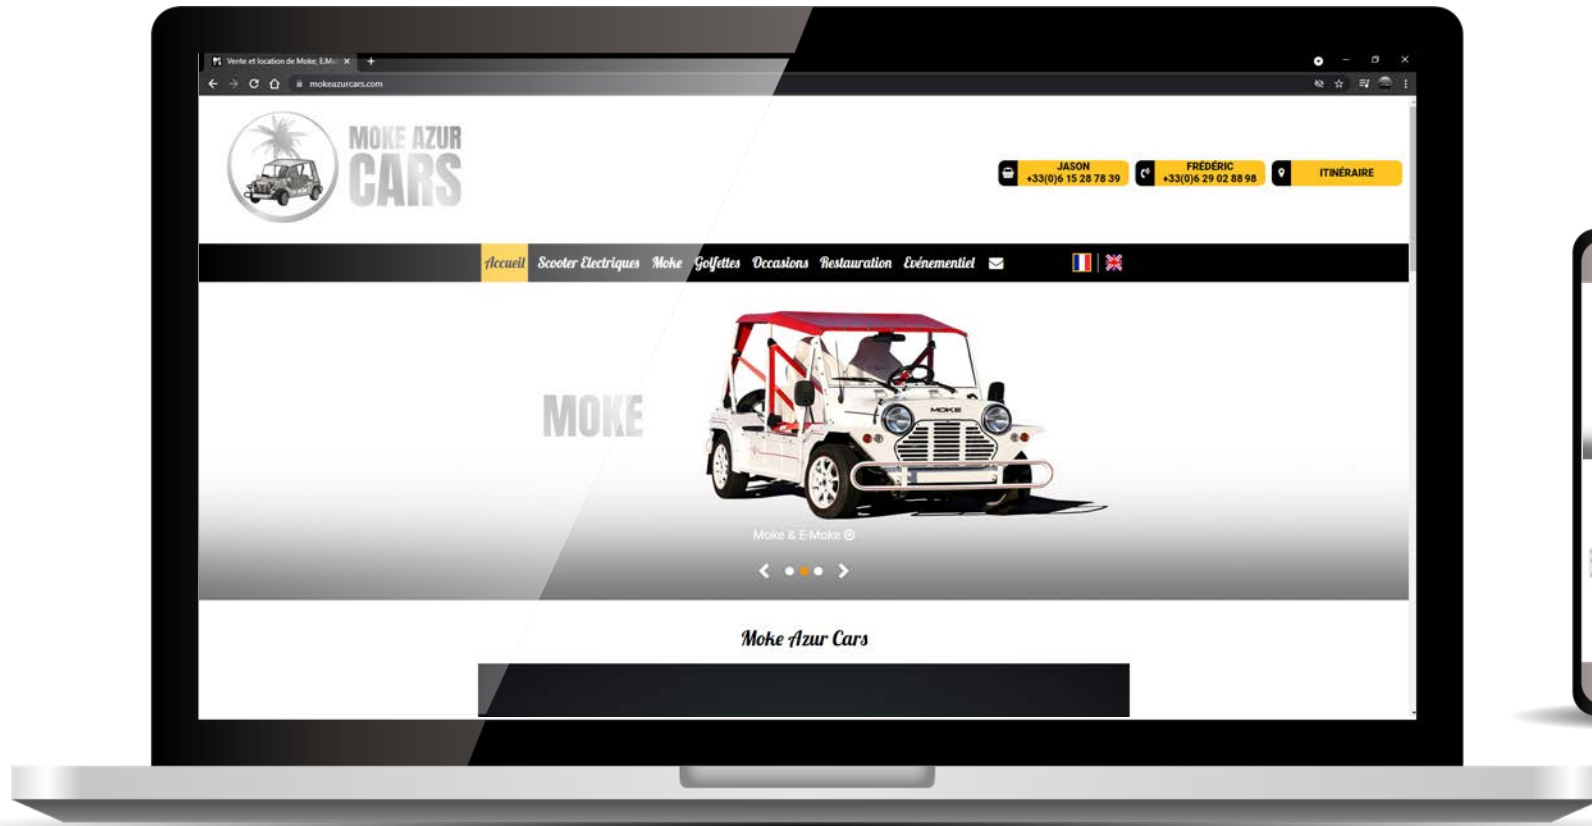 Vente et location de Moke, E.Mo
mokeazurcars.com
MOKE AZUR
CARS
JASON
+33(0)6 15 28 78 39
FRÉDÉRIC
+33(0)6 29 02 88 98
ITINÉRAIRE
Accueil Scooter Electriques Moke Golfettes Occasions Restauration Evénementiel
MOKE
MOKE
Moke & E-Moke
Moke Azur Cars